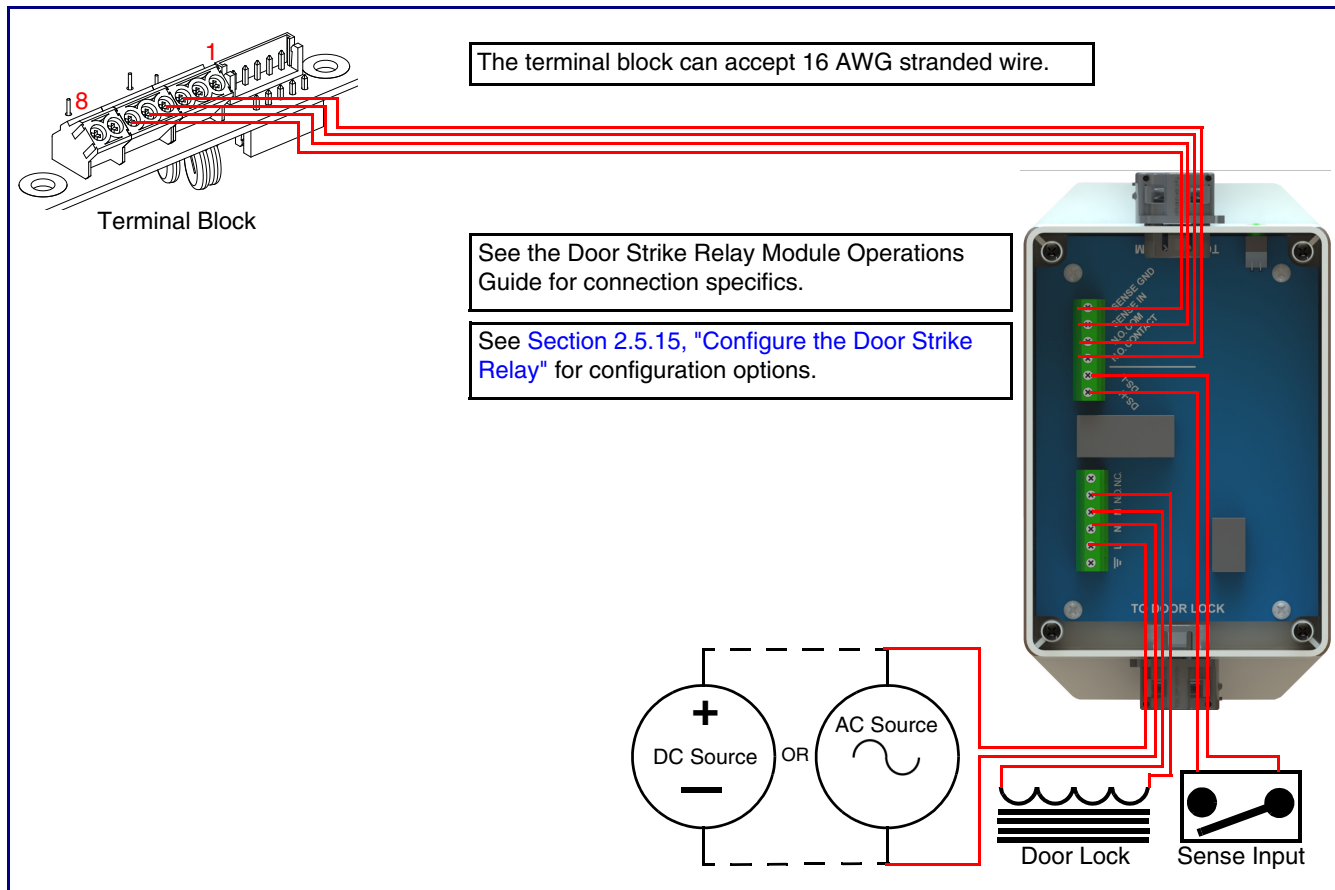 1
8
The terminal block can accept 16 AWG stranded wire.
Terminal Block
See the Door Strike Relay Module Operations
Guide for connection specifics.
See Section 2.5.15, "Configure the Door Strike
Relay" for configuration options.
SENSE GND
SENSE IN
N.O. COM
N.O. CONTACT
DS-1
N.C.
N.O.
N
L
TO DOOR LOCK
+
DC Source
OR
AC Source
Door Lock
Sense Input